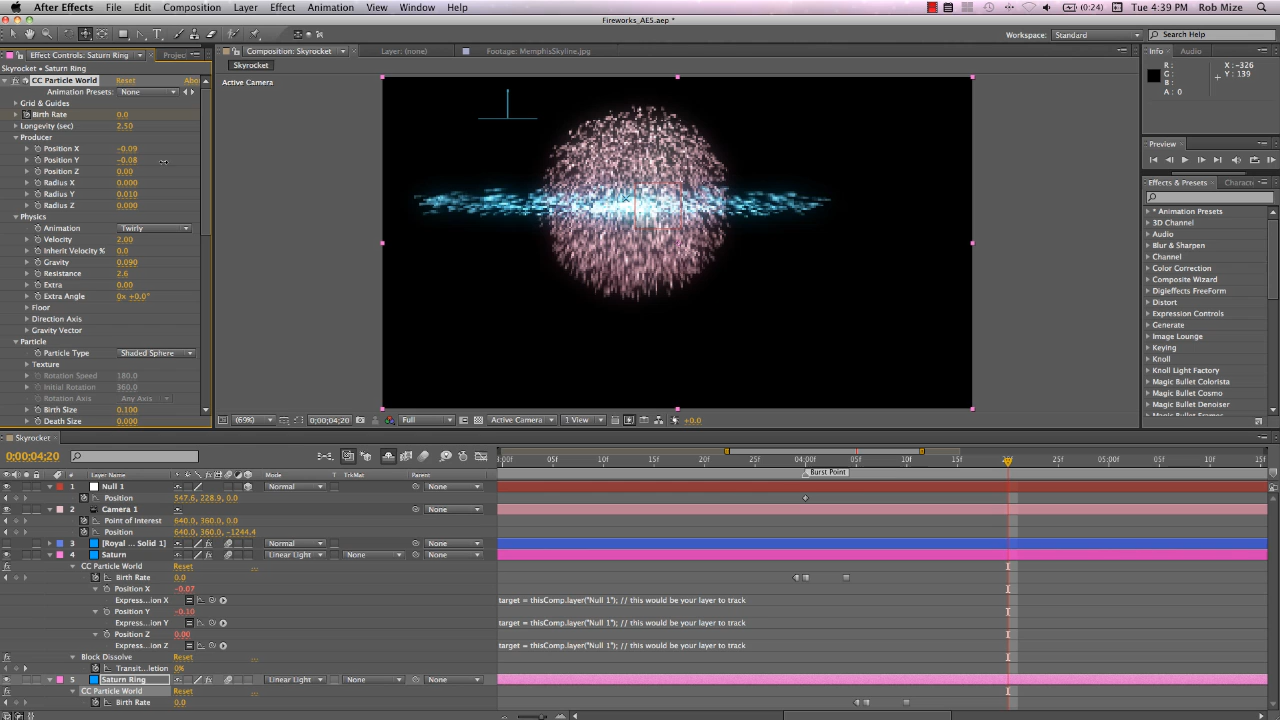 After Effects File Edit Composition Layer Effect Animation View Window Help (0:24) Tue 4:39 PM Rob Mize
Fireworks_AE5.aep *
Workspace: Standard Search Help
Effect Controls: Saturn Ring Project
Composition: Skyrocket Layer: (none) Footage: MemphisSkyline.jpg
Info Audio
Skyrocket • Saturn Ring
Skyrocket
R : X : -326
G : Y : 139
B :
A : 0
CC Particle World Reset Abo
Active Camera
Animation Presets: None
Grid & Guides
Birth Rate 0.0
Longevity (sec) 2.50
Producer
Position X -0.09
Position Y -0.08
Position Z 0.00
Radius X 0.000
Radius Y 0.010
Radius Z 0.000
Physics
Animation Twirly
Velocity 2.00
Inherit Velocity % 0.0
Gravity 0.090
Resistance 2.6
Extra 0.00
Extra Angle 0x +0.0°
Floor
Direction Axis
Gravity Vector
Particle
Particle Type Shaded Sphere
Texture
Rotation Speed 180.0
Initial Rotation 360.0
Rotation Axis Any Axis
Birth Size 0.100
Death Size 0.000
Preview
Effects & Presets Charact
* Animation Presets
3D Channel
Audio
Blur & Sharpen
Channel
Color Correction
Composite Wizard
Digieffects FreeForm
Distort
Expression Controls
Generate
Image Lounge
Keying
Knoll
Knoll Light Factory
Magic Bullet Colorista
Magic Bullet Cosmo
Magic Bullet Denoiser
Magic Bullet Frames
(69%) 0;00;04;20 Full Active Camera 1 View +0.0
Skyrocket
0;00;04;20
:00f 05f 10f 15f 20f 25f 04:00f 05f 10f 15f 20f 25f 05:00f 05f 10f 15f
# Layer Name Mode T TrkMat Parent
Burst Point
1 Null 1 Normal None
Position 547.6, 228.9, 0.0
2 Camera 1 None
Point of Interest 640.0, 360.0, 0.0
Position 640.0, 360.0, -1244.4
3 [Royal ... Solid 1] Normal None
4 Saturn Linear Light None None
CC Particle World Reset ...
Birth Rate 0.0
Position X -0.07
Express...ion X target = thisComp.layer("Null 1"); // this would be your layer to track
Position Y -0.10
Express...ion Y target = thisComp.layer("Null 1"); // this would be your layer to track
Position Z 0.00
Express...ion Z target = thisComp.layer("Null 1"); // this would be your layer to track
Block Dissolve Reset ...
Transit...letion 0%
5 Saturn Ring Linear Light None None
CC Particle World Reset ...
Birth Rate 0.0